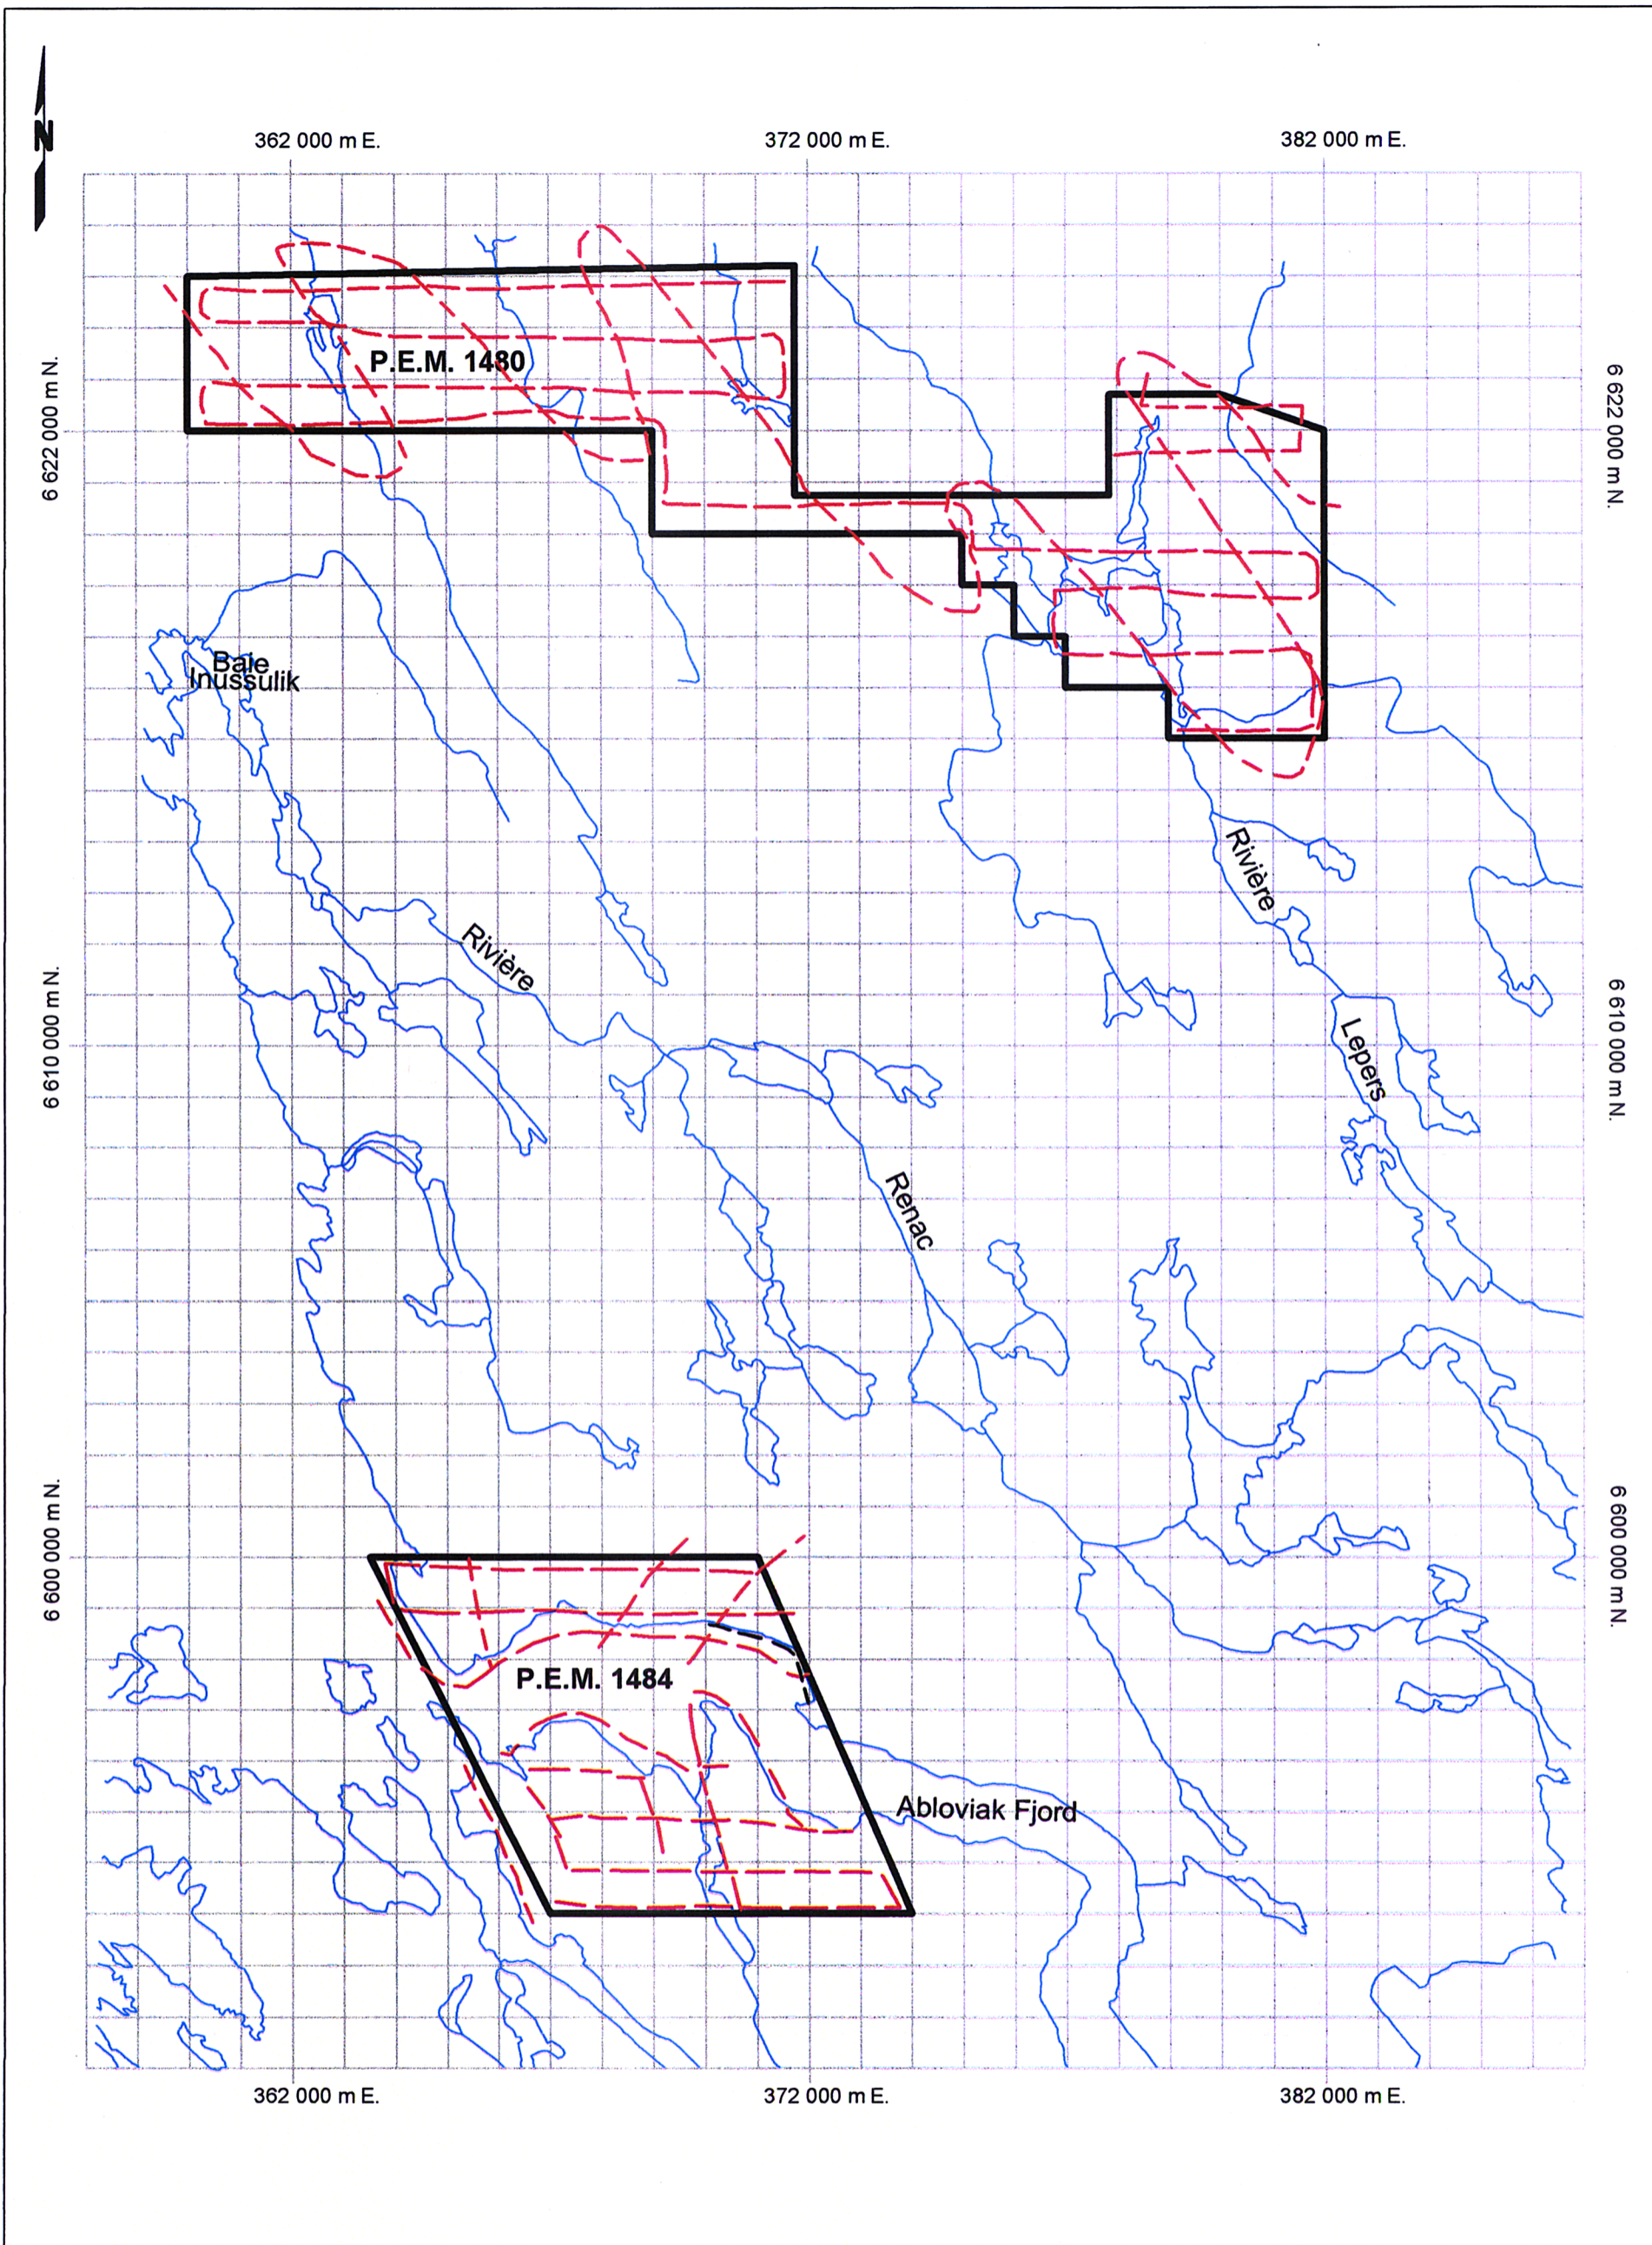 N
362 000 m E.
372 000 m E.
382 000 m E.
P.E.M. 1480
6 622 000 m N.
6 622 000 m N.
Baie
Inussulik
Rivière
Rivière
6 610 000 m N.
6 610 000 m N.
Lepers
Renac
6 600 000 m N.
6 600 000 m N.
P.E.M. 1484
Abloviak Fjord
362 000 m E.
372 000 m E.
382 000 m E.